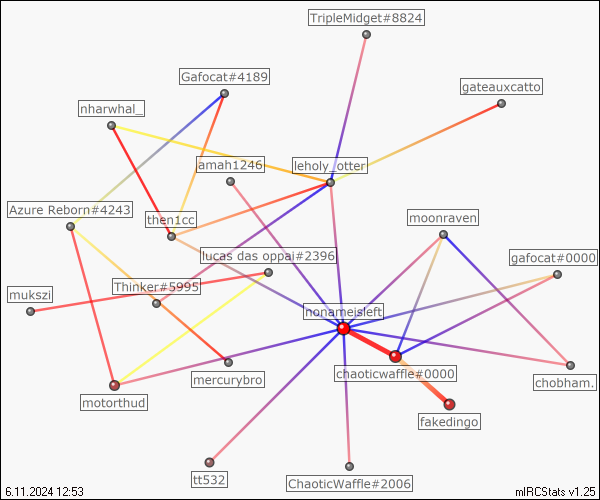 TripleMidget#8824
Gafocat#4189
gateauxcatto
nharwhal_
amah1246
leholy_otter
Azure Reborn#4243
then1cc
moonraven
lucas das oppai#2396
gafocat#0000
mukszi
Thinker#5995
nonameisleft
chaoticwaffle#0000
mercurybro
chobham.
motorthud
fakedingo
tt532
ChaoticWaffle#2006
6.11.2024 12:53
mIRCStats v1.25